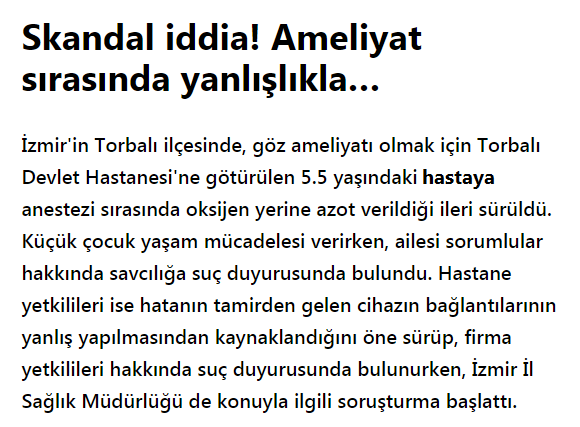 Skandal iddia! Ameliyat
sırasında yanlışlıkla...
İzmir'in Torbalı ilçesinde, göz ameliyatı olmak için Torbalı
Devlet Hastanesi'ne götürülen 5.5 yaşındaki hastaya
anestezi sırasında oksijen yerine azot verildiği ileri sürüldü.
Küçük çocuk yaşam mücadelesi verirken, ailesi sorumlular
hakkında savcılığa suç duyurusunda bulundu. Hastane
yetkilileri ise hatanın tamirden gelen cihazın bağlantılarının
yanlış yapılmasından kaynaklandığını öne sürüp, firma
yetkilileri hakkında suç duyurusunda bulunurken, İzmir İl
Sağlık Müdürlüğü de konuyla ilgili soruşturma başlattı.